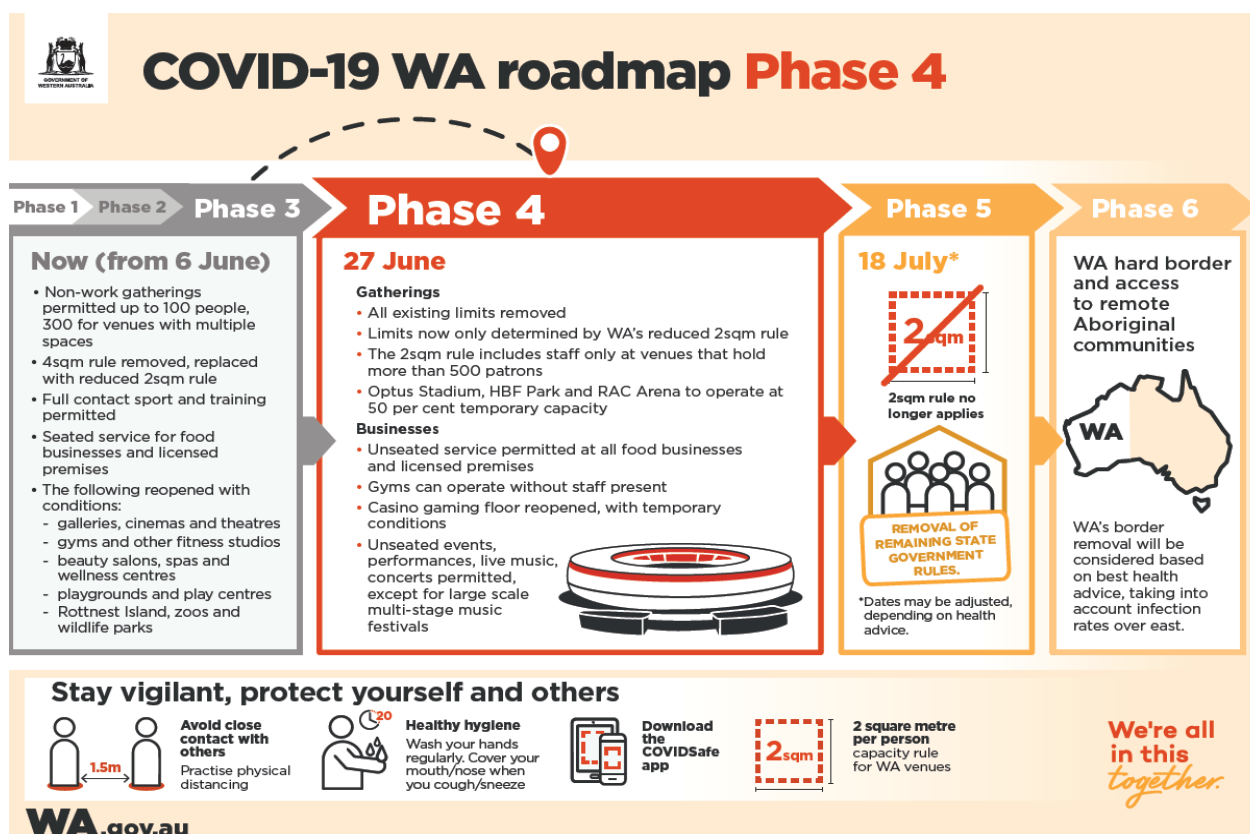 GOVERNMENT OF
WESTERN AUSTRALIA
COVID-19 WA roadmap Phase 4
Phase 1
Phase 2
Phase 3
Now (from 6 June)
• Non-work gatherings
permitted up to 100 people,
300 for venues with multiple
spaces
• 4sqm rule removed, replaced
with reduced 2sqm rule
• Full contact sport and training
permitted
• Seated service for food
businesses and licensed
premises
• The following reopened with
conditions:
- galleries, cinemas and theatres
- gyms and other fitness studios
- beauty salons, spas and
wellness centres
- playgrounds and play centres
- Rottnest Island, zoos and
wildlife parks
Phase 4
27 June
Gatherings
• All existing limits removed
• Limits now only determined by WA's reduced 2sqm rule
• The 2sqm rule includes staff only at venues that hold
more than 500 patrons
• Optus Stadium, HBF Park and RAC Arena to operate at
50 per cent temporary capacity
Businesses
• Unseated service permitted at all food businesses
and licensed premises
• Gyms can operate without staff present
• Casino gaming floor reopened, with temporary
conditions
• Unseated events,
performances, live music,
concerts permitted,
except for large scale
multi-stage music
festivals
Phase 5
18 July*
2sqm
2sqm rule no
longer applies
REMOVAL OF
REMAINING STATE
GOVERNMENT
RULES.
*Dates may be adjusted,
depending on health
advice.
Phase 6
WA hard border
and access
to remote
Aboriginal
communities
WA
WA's border
removal will be
considered based
on best health
advice, taking into
account infection
rates over east.
Stay vigilant, protect yourself and others
1.5m
Avoid close
contact with
others
Practise physical
distancing
20
Healthy hygiene
Wash your hands
regularly. Cover your
mouth/nose when
you cough/sneeze
Download
the
COVIDSafe
app
2sqm
2 square metre
per person
capacity rule
for WA venues
We're all
in this
together.
WA.gov.au